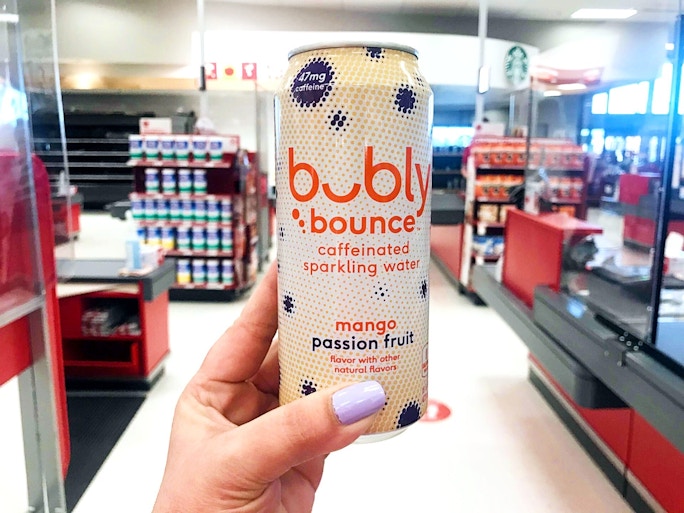 47mg
caffeine
bubly
bounce
caffeinated
sparkling water
mango
passion fruit
flavor with other
natural flavors